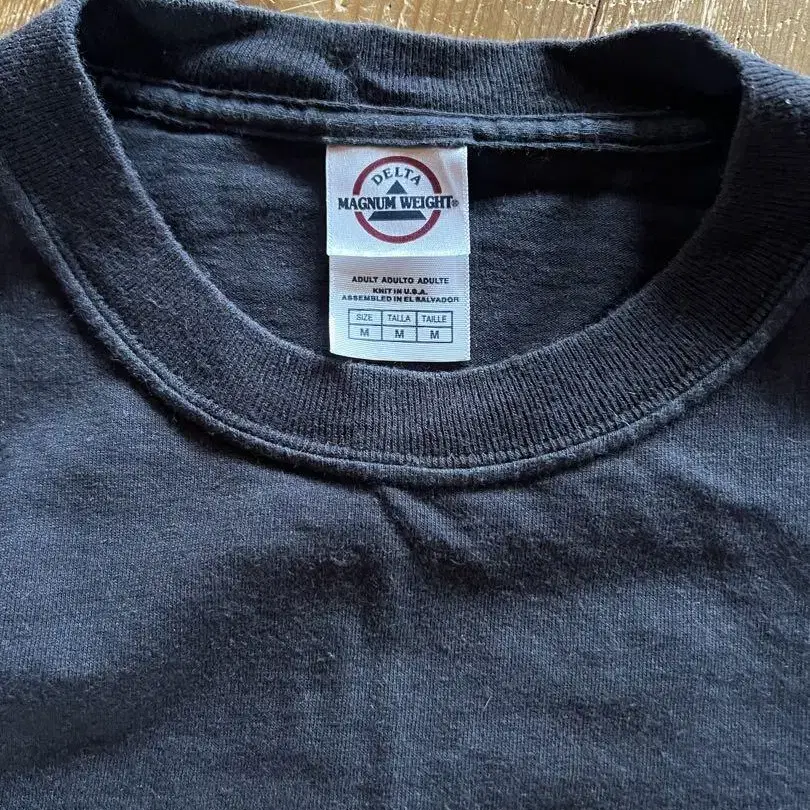 DELTA
MAGNUM WEIGHT®
ADULT ADULTO ADULTE
KNIT IN U.S.A.
ASSEMBLED IN EL SALVADOR
SIZE TALLA TAILLE
M M M